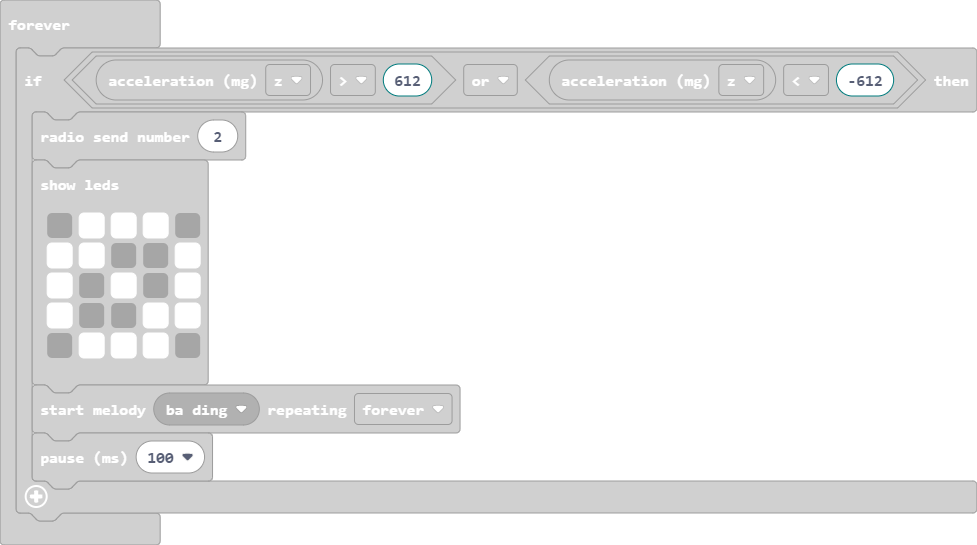 forever
if acceleration (mg) z > 612 or acceleration (mg) z < -612 then
radio send number 2
show leds
start melody ba ding repeating forever
pause (ms) 100